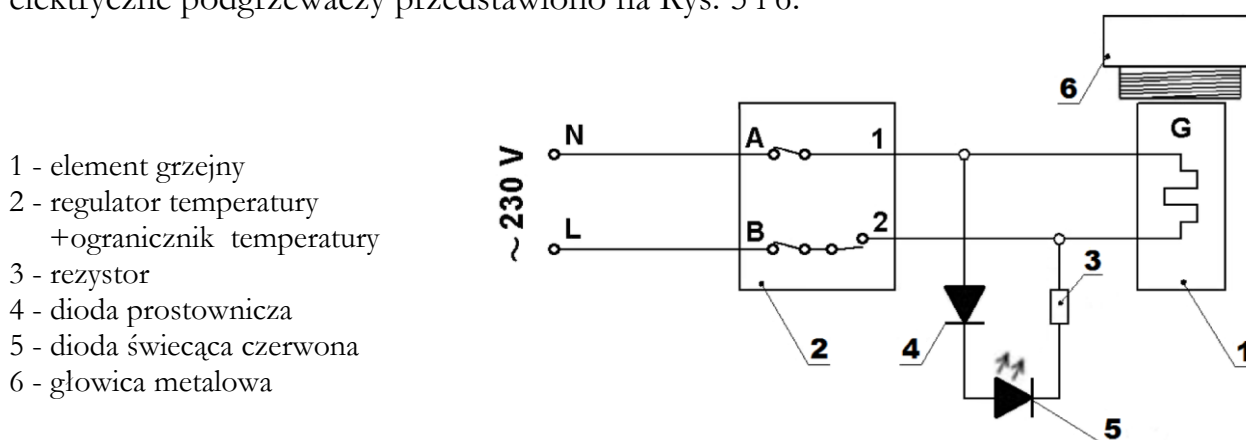 elektryczne podgrzewaczy przedstawiono na Rys. 5 i 6.
1 - element grzejny
2 - regulator temperatury
+ogranicznik temperatury
3 - rezystor
4 - dioda prostownicza
5 - dioda świecąca czerwona
6 - głowica metalowa
~ 230 V
N
L
A
1
B
2
2
4
5
3
6
G
1